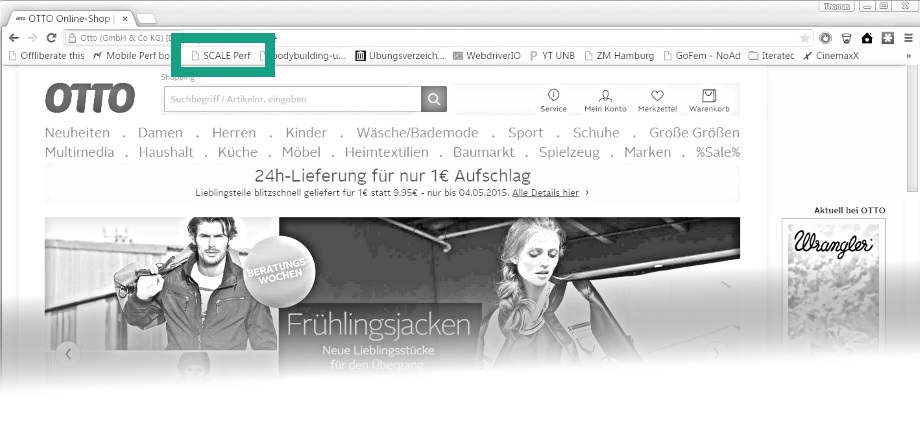 Thomas
OTTO Online-Shop |
Otto (GmbH & Co KG) [D
Offliberate this Mobile Perf bo SCALE Perf bodybuilding-u... Übungsverzeich... WebdriverIO YT UNB ZM Hamburg GoFem - NoAd Iteratec CinemaxX »
Shopping
OTTO
Suchbegriff / Artikelnr. eingeben
Service Mein Konto Merkzettel Warenkorb
Neuheiten . Damen . Herren . Kinder . Wäsche/Bademode . Sport . Schuhe . Große Größen
Multimedia . Haushalt . Küche . Möbel . Heimtextilien . Baumarkt . Spielzeug . Marken . %Sale%
24h-Lieferung für nur 1€ Aufschlag
Lieblingsteile blitzschnell geliefert für 1€ statt 9,95€ - nur bis 04.05.2015. Alle Details hier ›
Aktuell bei OTTO
Wrangler
BERATUNGS-
WOCHEN
Frühlingsjacken
Neue Lieblingsstücke
für den Übergang